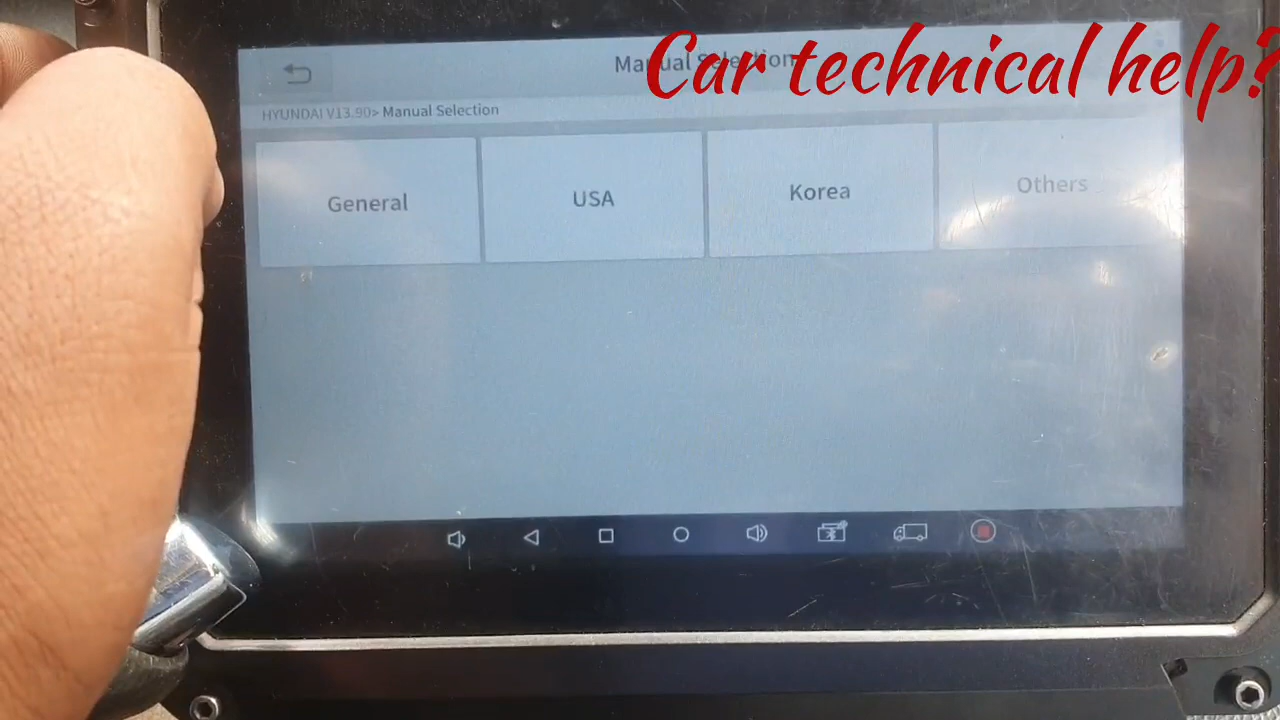 Car technical help?
Manual Selection
HYUNDAI V13.90> Manual Selection
General
USA
Korea
Others